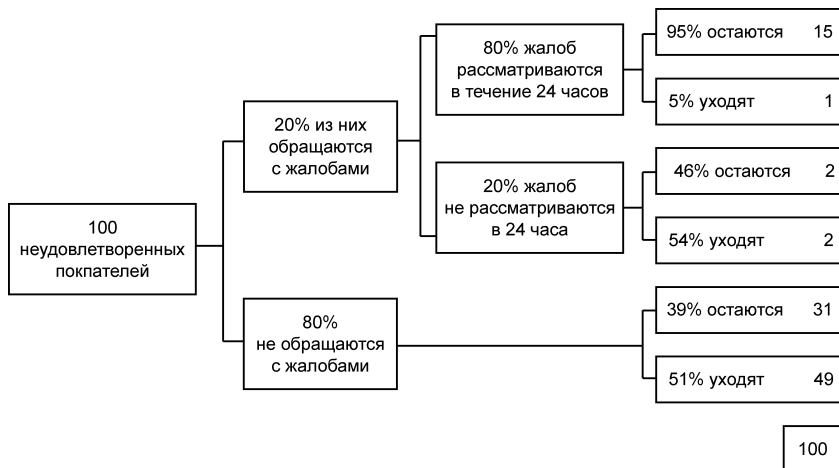 100
неудовлетворенных
покпателей
20% из них
обращаются
с жалобами
80%
не обращаются
с жалобами
80% жалоб
рассматриваются
в течение 24 часов
20% жалоб
не рассматриваются
в 24 часа
95% остаются 15
5% уходят 1
46% остаются 2
54% уходят 2
39% остаются 31
51% уходят 49
100